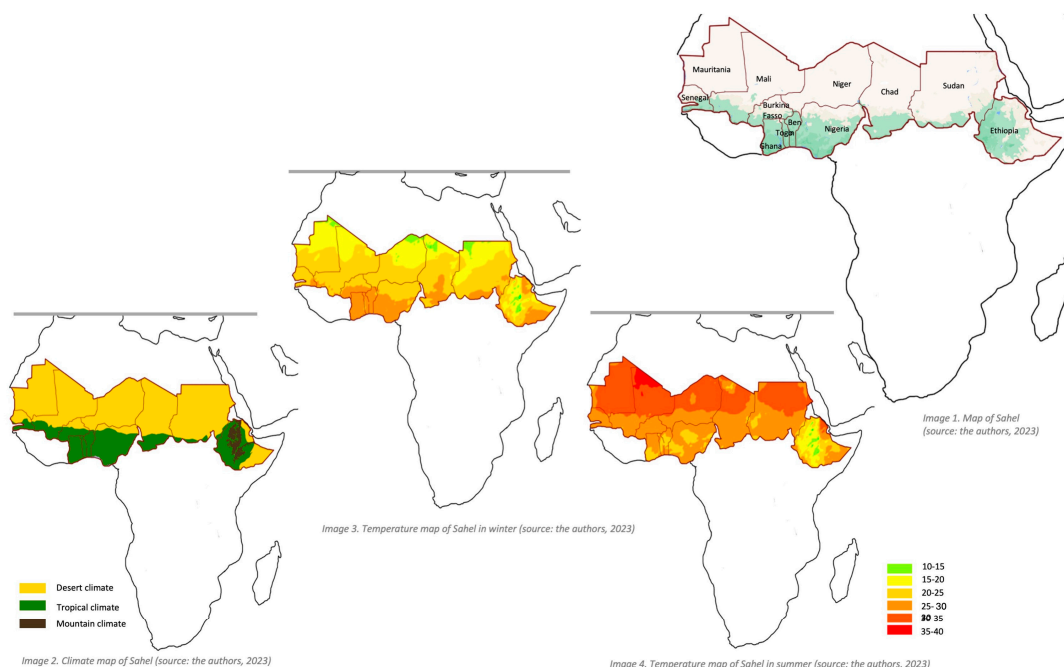 Mauritania
Mali
Niger
Chad
Sudan
Senegal
Burkina
Fasso
Ben
Togo
Nigeria
Ghana
Ethiopia
Image 1. Map of Sahel
(source: the authors, 2023)
Image 3. Temperature map of Sahel in winter (source: the authors, 2023)
Desert climate
Tropical climate
Mountain climate
Image 2. Climate map of Sahel (source: the authors, 2023)
10-15
15-20
20-25
25-30
35
35-40
Image 4. Temperature map of Sahel in summer (source: the authors, 2023)